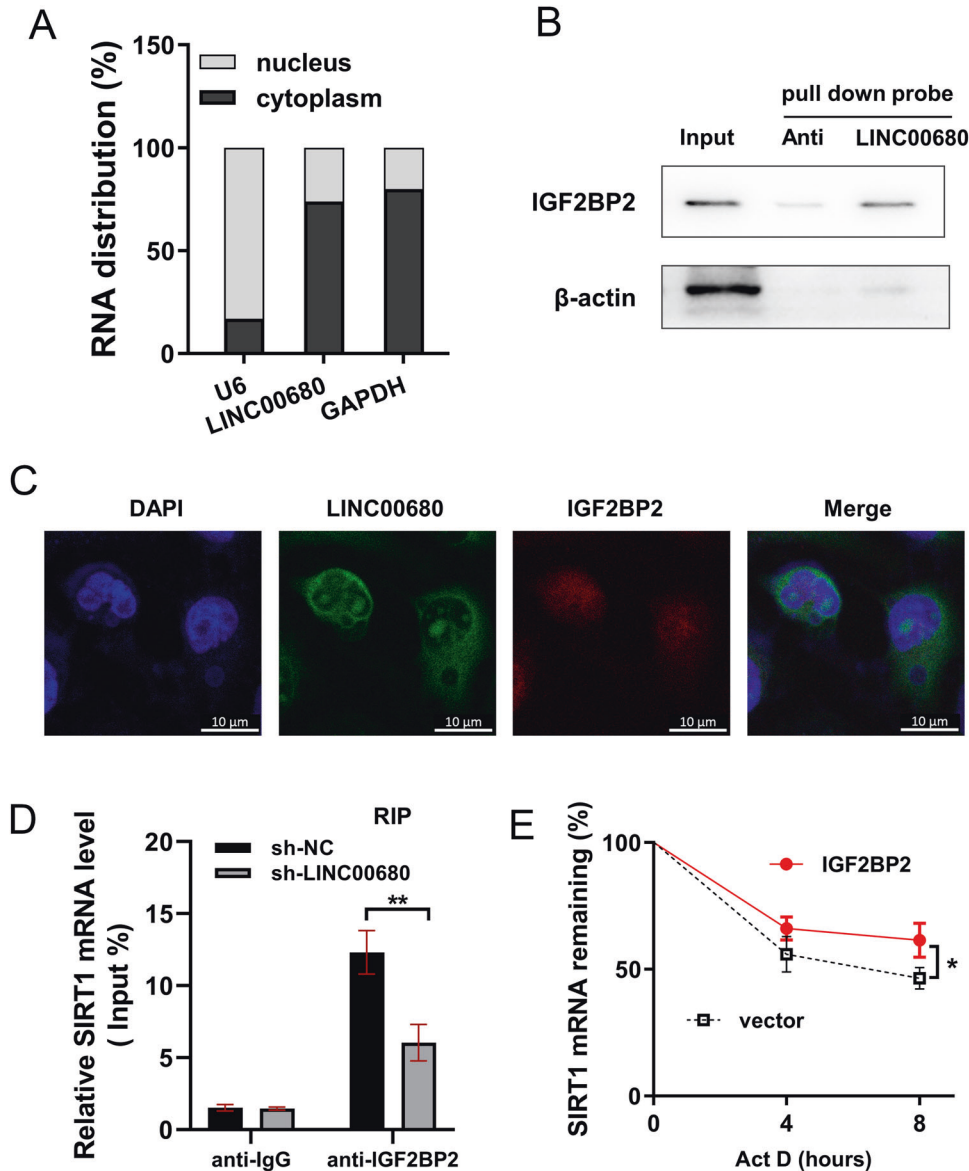 A
RNA distribution (%)
150
100
50
0
nucleus
cytoplasm
U6
LINC00680
GAPDH
B
pull down probe
Input Anti LINC00680
IGF2BP2
β-actin
C
DAPI LINC00680 IGF2BP2 Merge
10 μm 10 μm 10 μm 10 μm
D
RIP
Relative SIRT1 mRNA level
( Input %)
20
15
10
5
0
sh-NC
sh-LINC00680
**
anti-IgG anti-IGF2BP2
E
SIRT1 mRNA remaining (%)
100
50
0
IGF2BP2
*
vector
0 4 8
Act D (hours)